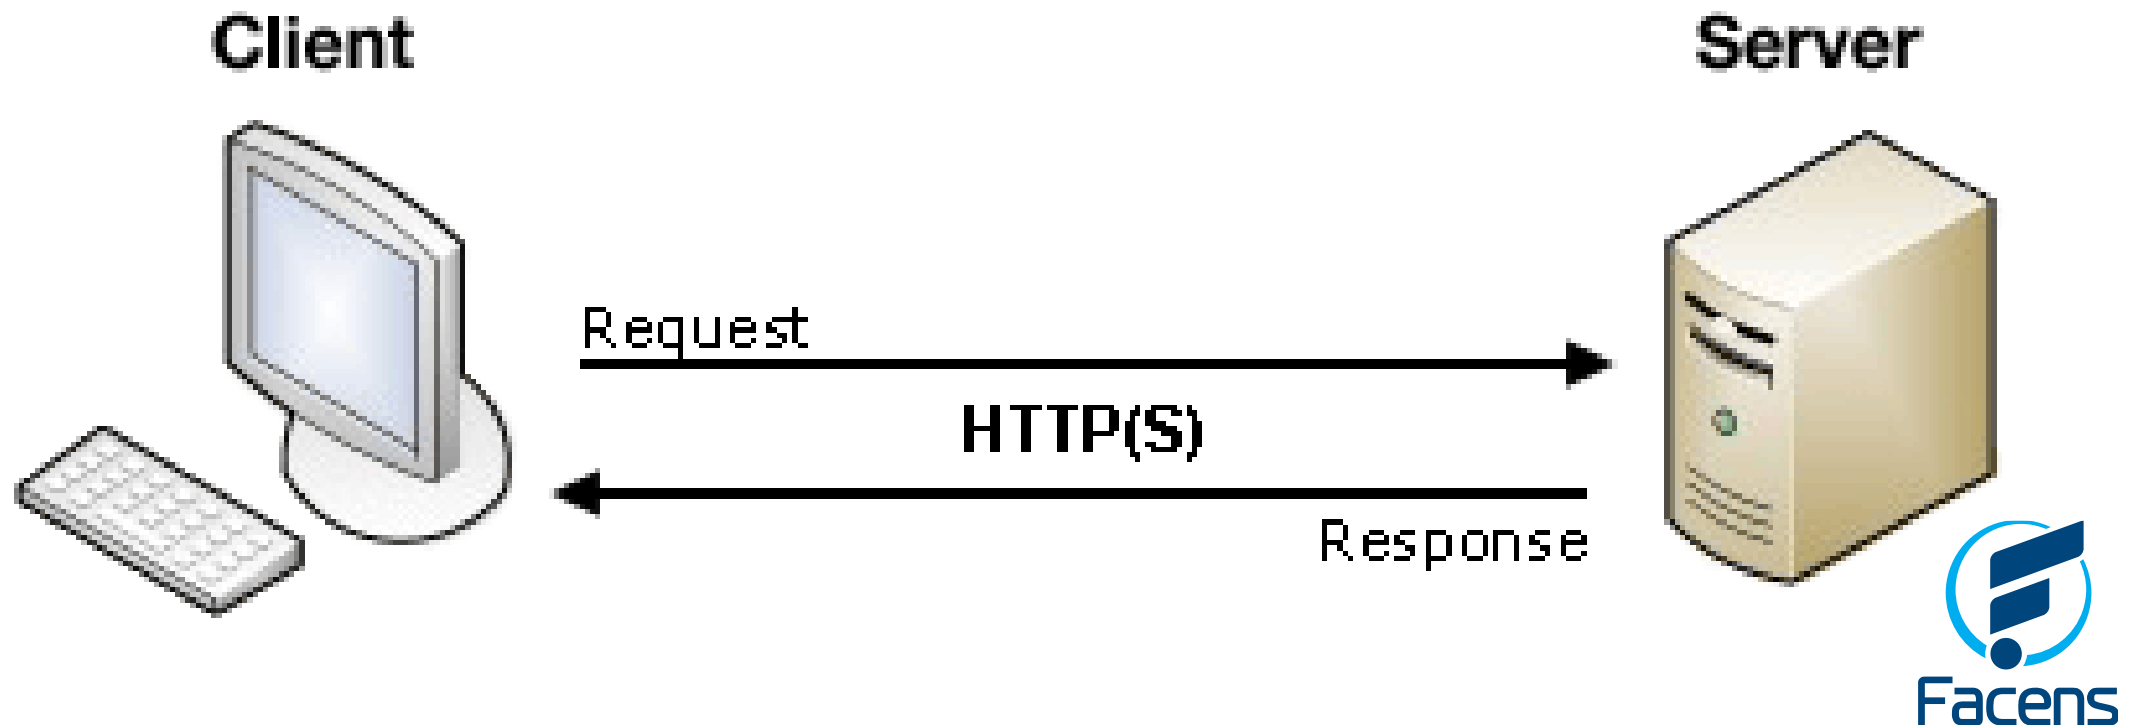 Client
Server
Request
HTTP(S)
Response
Facens